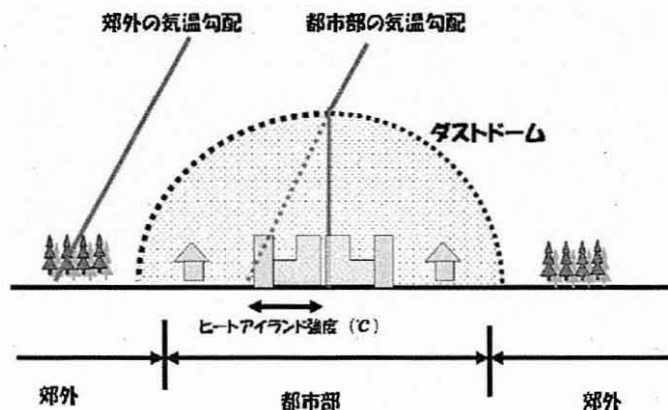 郊外の気温勾配
都市部の気温勾配
ダストドーム
ヒートアイランド強度 (℃)
郊外
都市部
郊外